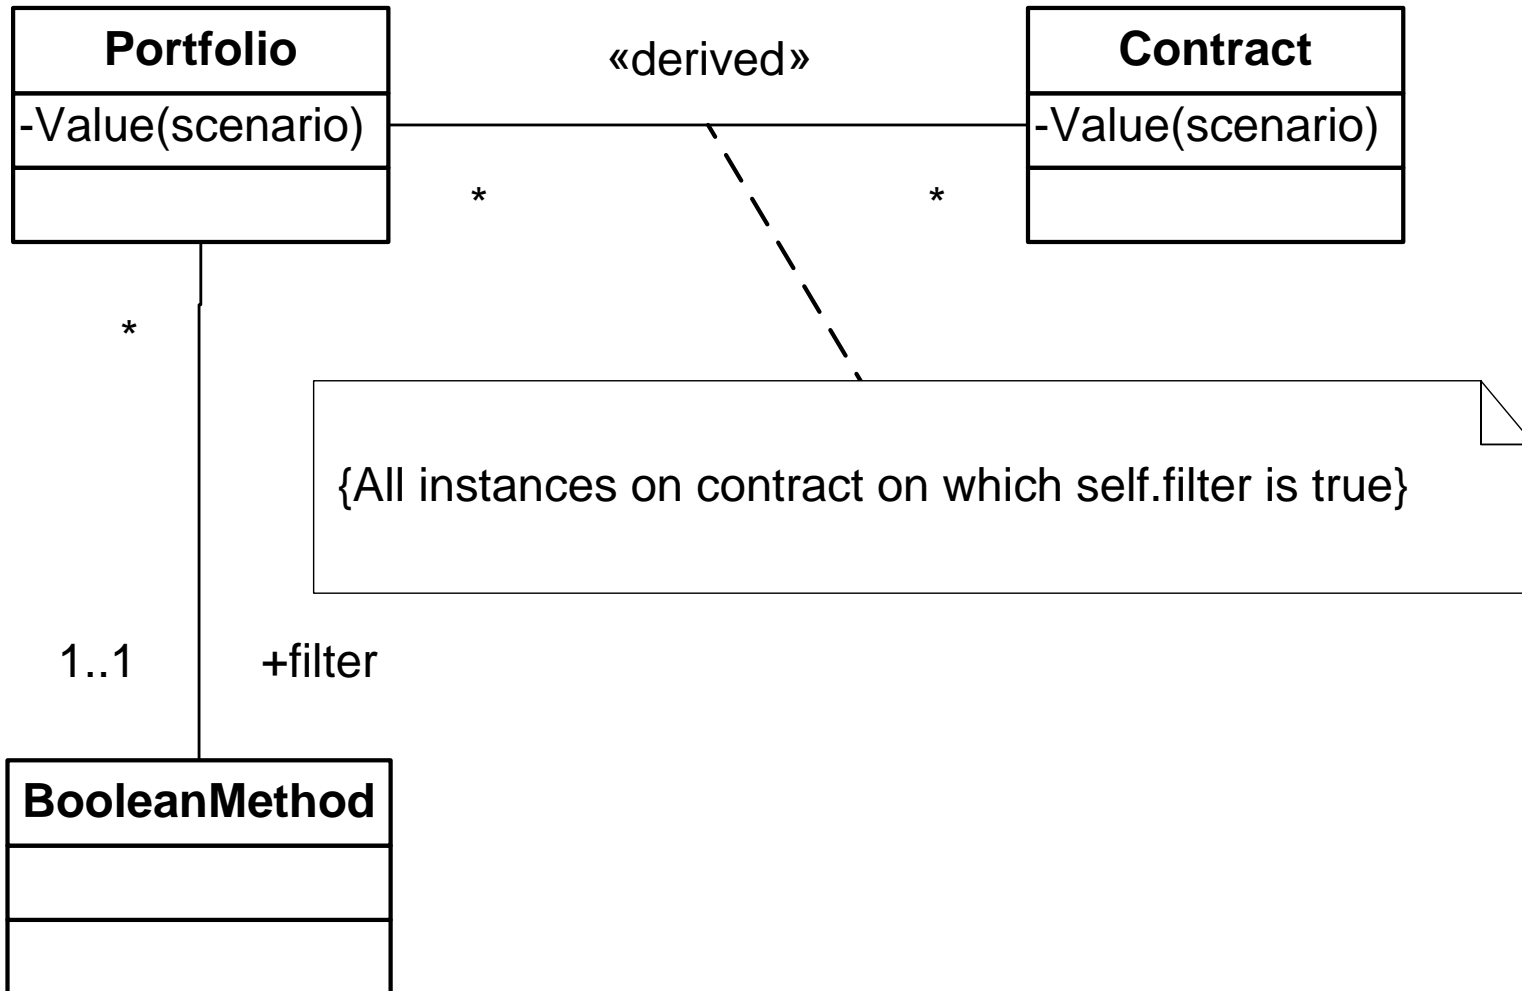 Portfolio
«derived»
Contract
-Value(scenario)
-Value(scenario)
*
*
*
{All instances on contract on which self.filter is true}
1..1
+filter
BooleanMethod